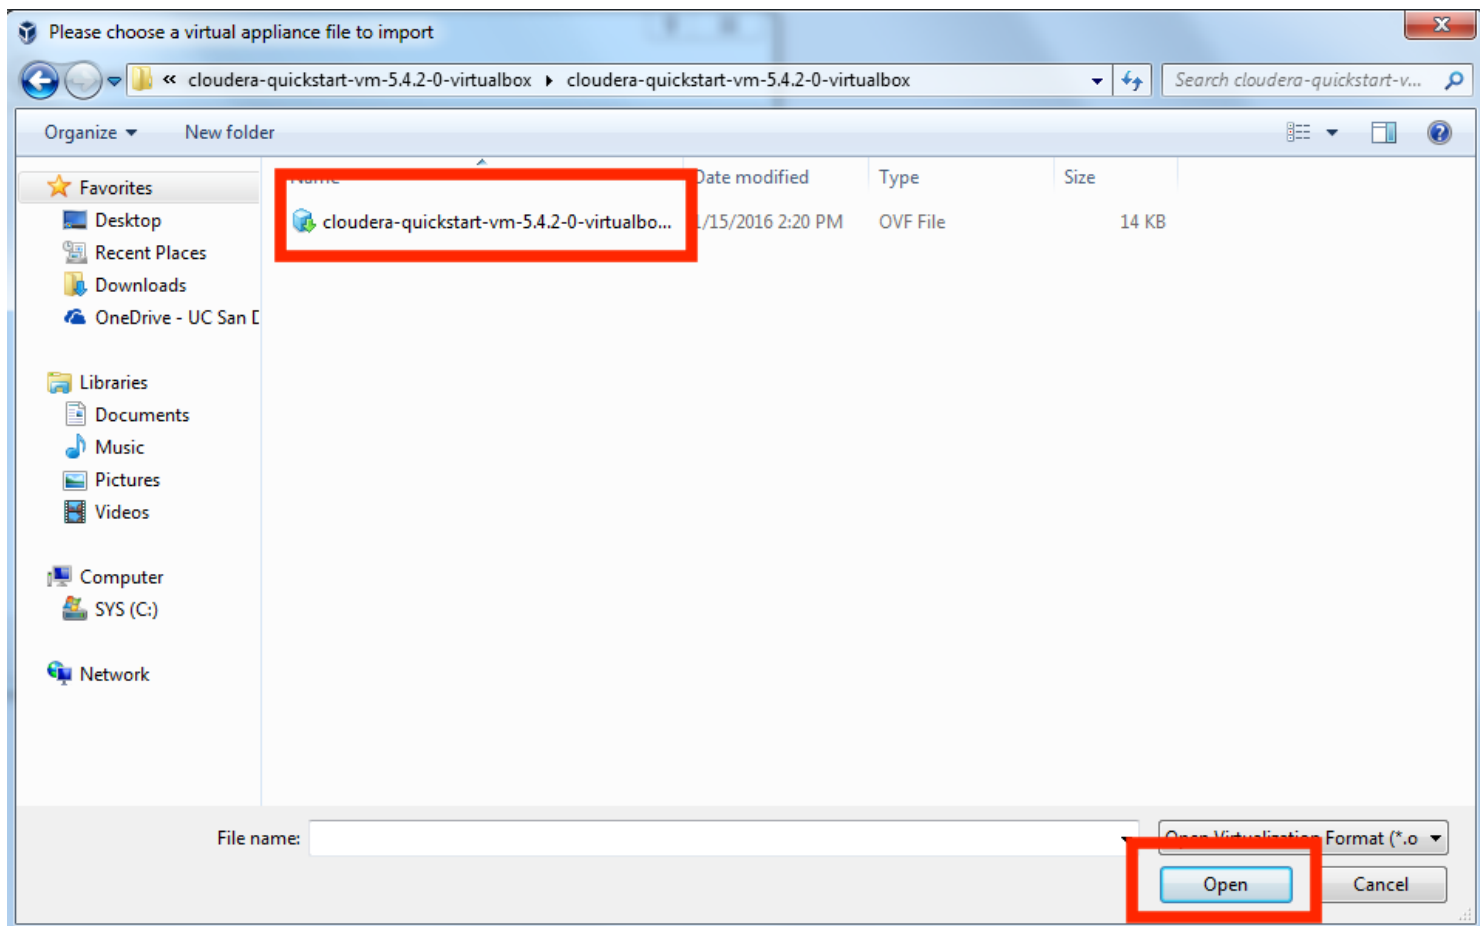 Please choose a virtual appliance file to import
« cloudera-quickstart-vm-5.4.2-0-virtualbox ▸ cloudera-quickstart-vm-5.4.2-0-virtualbox Search cloudera-quickstart-v...
Organize New folder
Date modified Type Size
cloudera-quickstart-vm-5.4.2-0-virtualbo... /15/2016 2:20 PM OVF File 14 KB
Favorites
Desktop
Recent Places
Downloads
OneDrive - UC San D
Libraries
Documents
Music
Pictures
Videos
Computer
SYS (C:)
Network
File name: Open Virtualization Format (*.o
Open Cancel